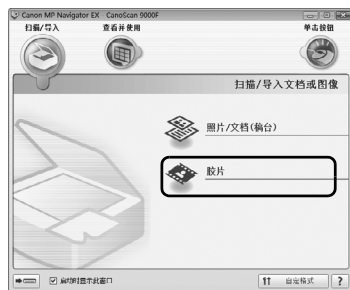 Canon MP Navigator EX CanoScan 9000F
扫描/导入 查看并使用 单击按钮
扫描/导入文档或图像
照片/文档(稿台)
胶片
启动时显示此窗口
自定格式 ?